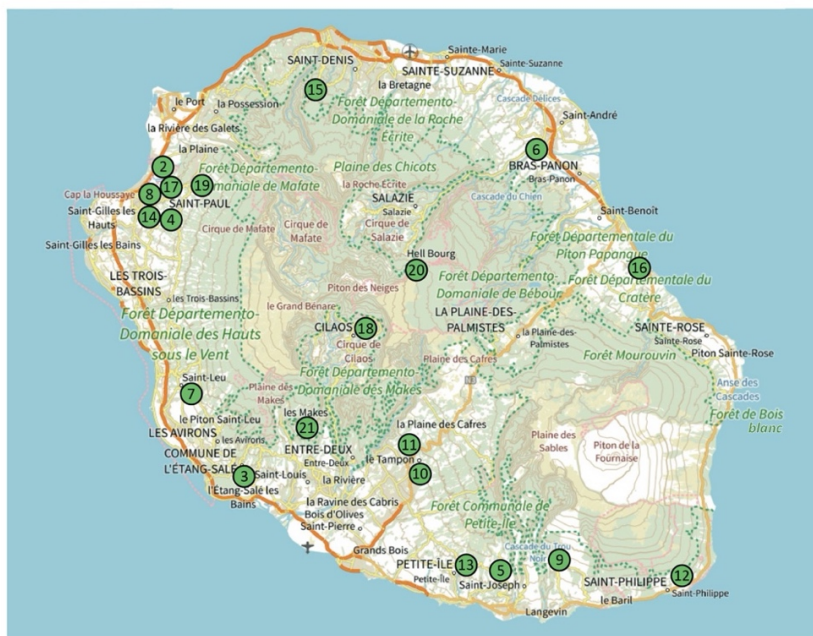 Sainte-Marie
SAINT-DENIS
SAINTE-SUZANNE
Sainte-Suzanne
15
la Bretagne
le Port
la Possession
Forêt Départemento-
Domaniale de la Roche
Écrite
Cascade Délices
Saint-André
la Rivière des Galets
la Plaine
6
2
BRAS-PANON
Bras-Panon
Forêt Départemento-
Domaniale de Mafate
Plaine des Chicots
la Roche Écrite
8
17
19
Cap la Houssaye
SAINT-PAUL
SALAZIE
Salazie
Cascade du Chien
Saint-Gilles les
Hauts
14
4
Saint-Benoît
Cirque de Mafate
Cirque de
Mafate
Cirque de
Salazie
Saint-Gilles les Bains
Hell Bourg
20
Forêt Départementale du
Piton Papangue
16
LES TROIS-
BASSINS
les Trois-Bassins
Piton des Neiges
Forêt Départemento-
Domaniale de Bébour
Forêt Départementale du
Cratère
le Grand Bénare
Forêt Départemento-
Domaniale des Hauts
sous le Vent
CILAOS
18
Cirque de
Cilaos
LA PLAINE-DES-
PALMISTES
la Plaine-des-
Palmistes
SAINTE-ROSE
Sainte-Rose
Piton Sainte-Rose
Plaine des Cafres
Forêt Mourouvin
Forêt Départemento-
Domaniale des Makes
Saint-Leu
7
Plaine des
Makes
Anse des
Cascades
les Makes
21
Forêt de Bois
blanc
le Piton Saint-Leu
LES AVIRONS
les Avirons
la Plaine des Cafres
11
Plaine des
Sables
Piton de la
Fournaise
ENTRE-DEUX
Entre-Deux
COMMUNE DE
L'ÉTANG-SALÉ
3
le Tampon
10
Saint-Louis
la Rivière
l'Étang-Salé les
Bains
la Ravine des Cabris
Bois d'Olives
Saint-Pierre
Forêt Communale de
Petite-Île
Grands Bois
Cascade du Trou
Noir
9
PETITE-ÎLE
Petite-Île
13
5
Saint-Joseph
SAINT-PHILIPPE
12
Saint-Philippe
le Baril
Langevin